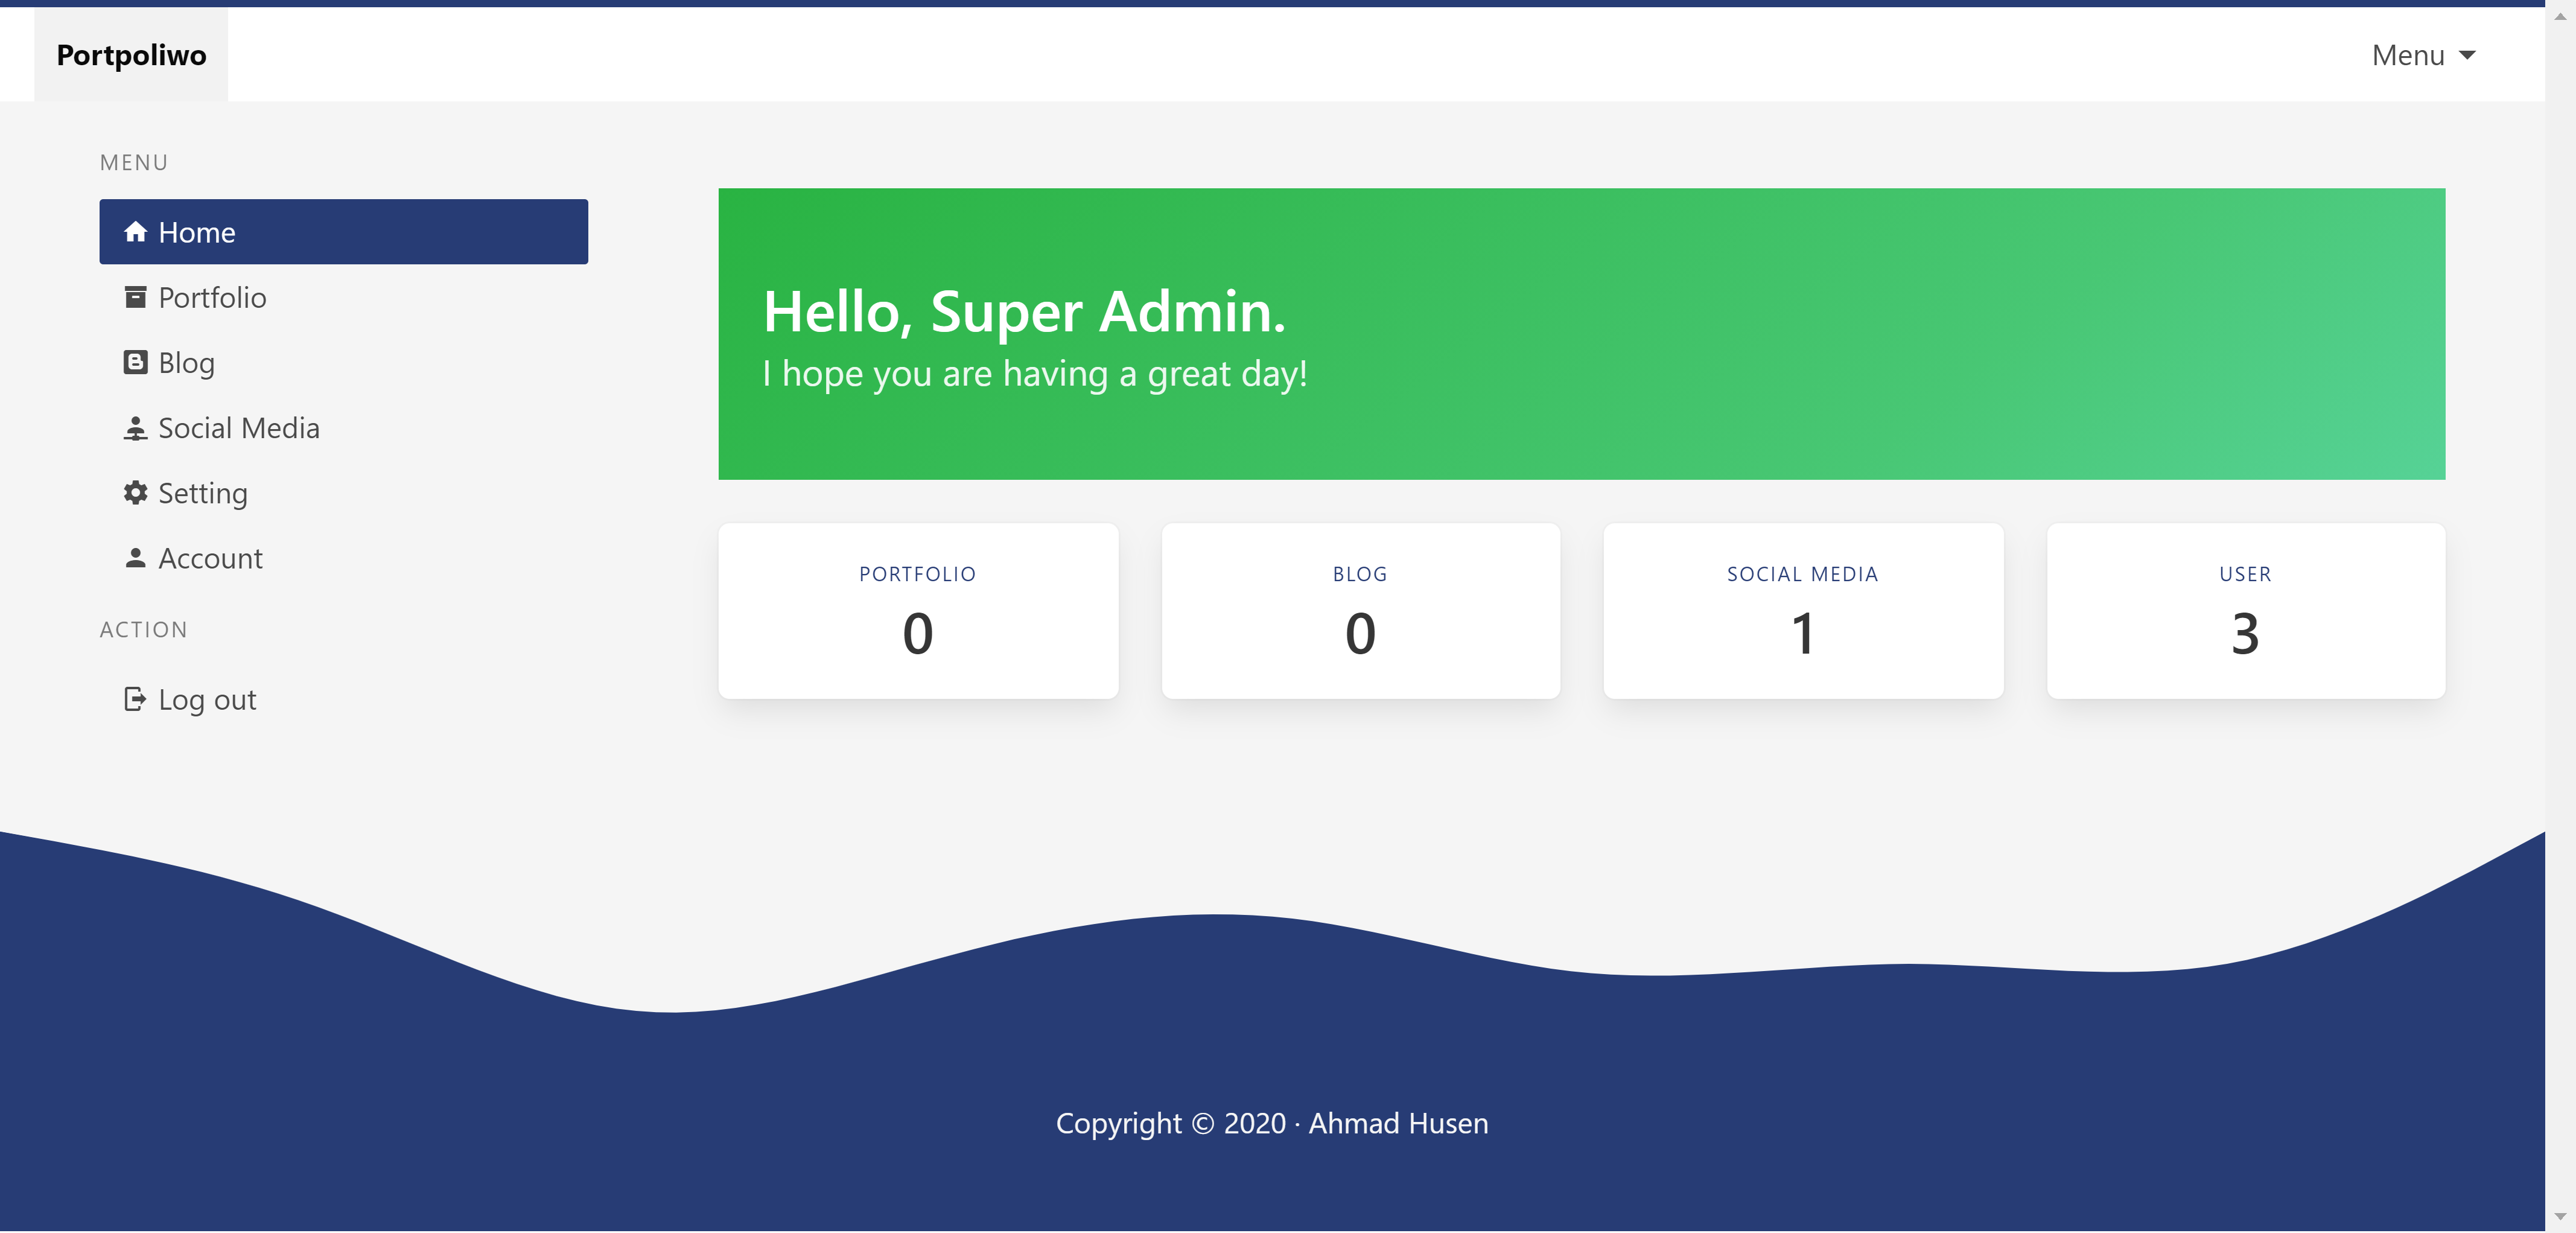 Portpoliwo
Menu
MENU
Home
Portfolio
Blog
Social Media
Setting
Account
ACTION
Log out
Hello, Super Admin.
I hope you are having a great day!
PORTFOLIO
0
BLOG
0
SOCIAL MEDIA
1
USER
3
Copyright © 2020 · Ahmad Husen